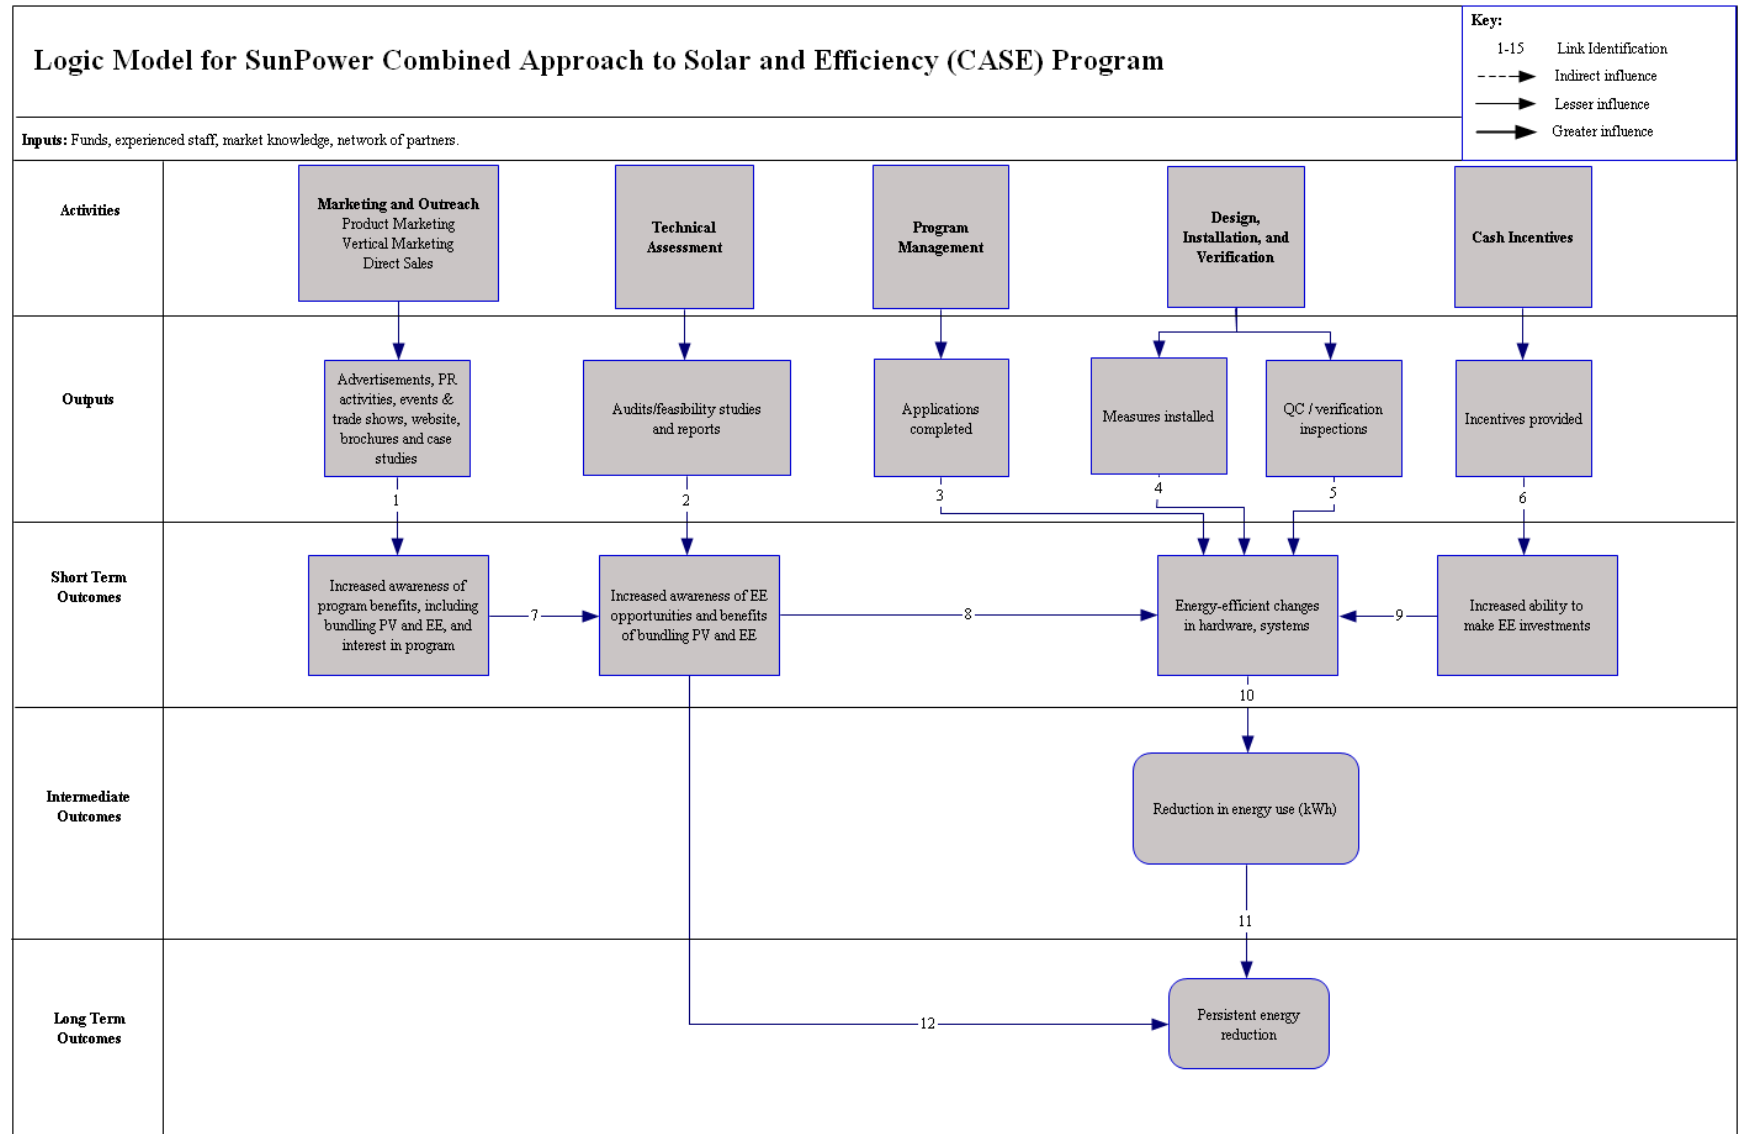 Logic Model for SunPower Combined Approach to Solar and Efficiency (CASE) Program
Key:
1-15 Link Identification
Indirect influence
Lesser influence
Greater influence
Inputs: Funds, experienced staff, market knowledge, network of partners.
Activities
Marketing and Outreach
Product Marketing
Vertical Marketing
Direct Sales
Technical
Assessment
Program
Management
Design,
Installation, and
Verification
Cash Incentives
Outputs
Advertisements, PR
activities, events &
trade shows, website,
brochures and case
studies
Audits/feasibility studies
and reports
Applications
completed
Measures installed
QC / verification
inspections
Incentives provided
1
2
3
4
5
6
Short Term
Outcomes
Increased awareness of
program benefits, including
bundling PV and EE, and
interest in program
7
Increased awareness of EE
opportunities and benefits
of bundling PV and EE
8
Energy-efficient changes
in hardware, systems
9
Increased ability to
make EE investments
10
Intermediate
Outcomes
Reduction in energy use (kWh)
11
Long Term
Outcomes
12
Persistent energy
reduction